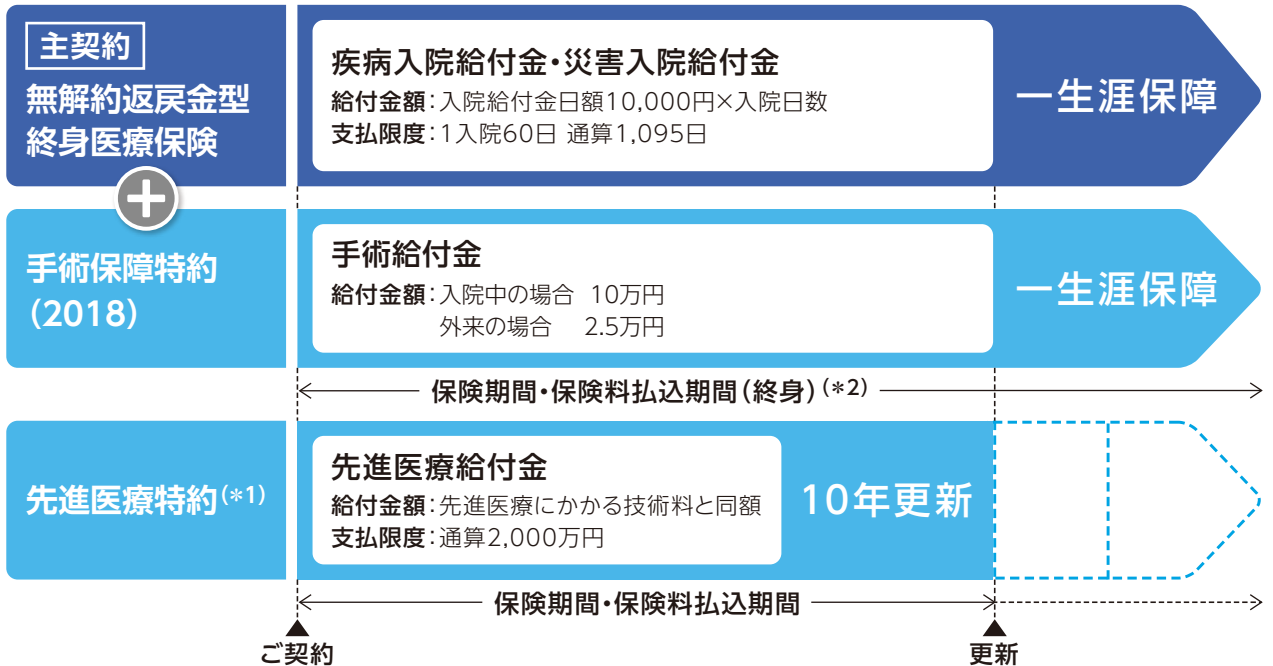 主契約
無解約返戻金型
終身医療保険
疾病入院給付金・災害入院給付金
給付金額：入院給付金日額10,000円×入院日数
支払限度：1入院60日 通算1,095日
一生涯保障
手術保障特約
(2018)
手術給付金
給付金額：入院中の場合 10万円
外来の場合 2.5万円
一生涯保障
保険期間・保険料払込期間(終身)(*2)
先進医療特約(*1)
先進医療給付金
給付金額：先進医療にかかる技術料と同額
支払限度：通算2,000万円
10年更新
保険期間・保険料払込期間
ご契約
更新